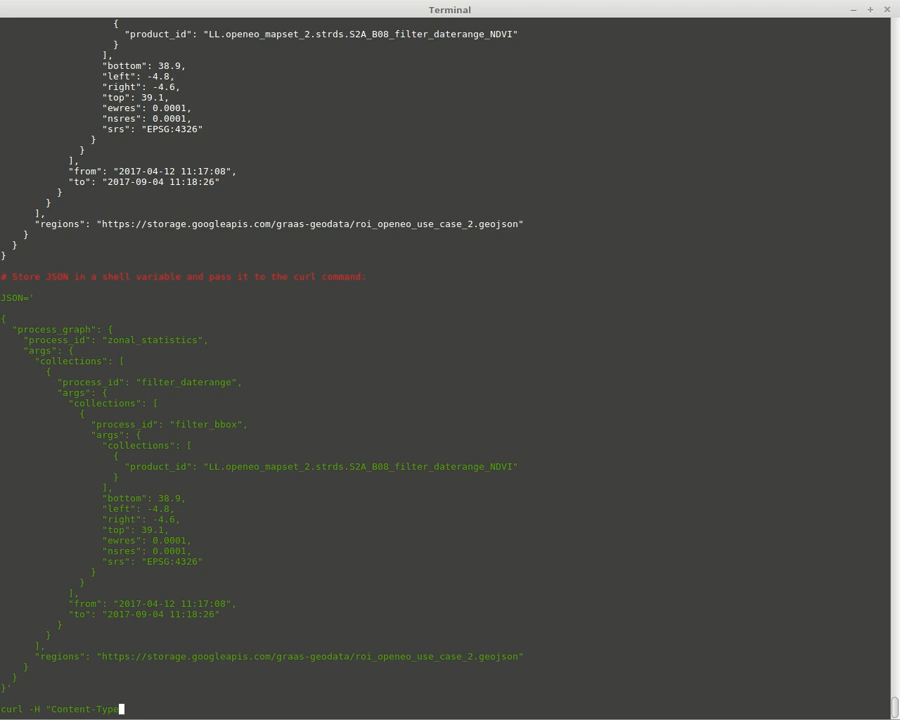 Terminal
{
"product_id": "LL.openeo_mapset_2.strds.S2A_B08_filter_daterange_NDVI"
}
],
"bottom": 38.9,
"left": -4.8,
"right": -4.6,
"top": 39.1,
"ewres": 0.0001,
"nsres": 0.0001,
"srs": "EPSG:4326"
}
}
],
"from": "2017-04-12 11:17:08",
"to": "2017-09-04 11:18:26"
}
}
],
"regions": "https://storage.googleapis.com/graas-geodata/roi_openeo_use_case_2.geojson"
}
}
}
# Store JSON in a shell variable and pass it to the curl command:
JSON='
{
"process_graph": {
"process_id": "zonal_statistics",
"args": {
"collections": [
{
"process_id": "filter_daterange",
"args": {
"collections": [
{
"process_id": "filter_bbox",
"args": {
"collections": [
{
"product_id": "LL.openeo_mapset_2.strds.S2A_B08_filter_daterange_NDVI"
}
],
"bottom": 38.9,
"left": -4.8,
"right": -4.6,
"top": 39.1,
"ewres": 0.0001,
"nsres": 0.0001,
"srs": "EPSG:4326"
}
}
],
"from": "2017-04-12 11:17:08",
"to": "2017-09-04 11:18:26"
}
}
],
"regions": "https://storage.googleapis.com/graas-geodata/roi_openeo_use_case_2.geojson"
}
}
}'
curl -H "Content-Type